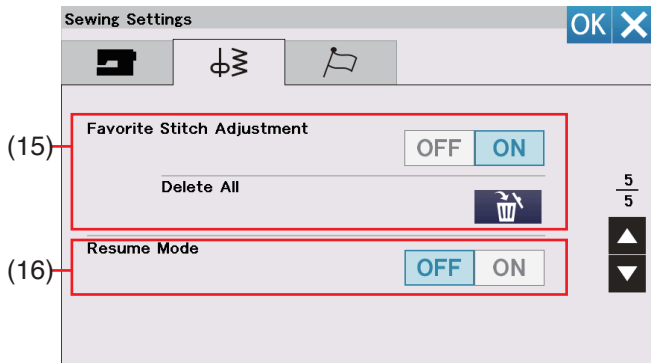 Sewing Settings
OK
(15)
Favorite Stitch Adjustment
OFF ON
Delete All
5
5
(16)
Resume Mode
OFF ON